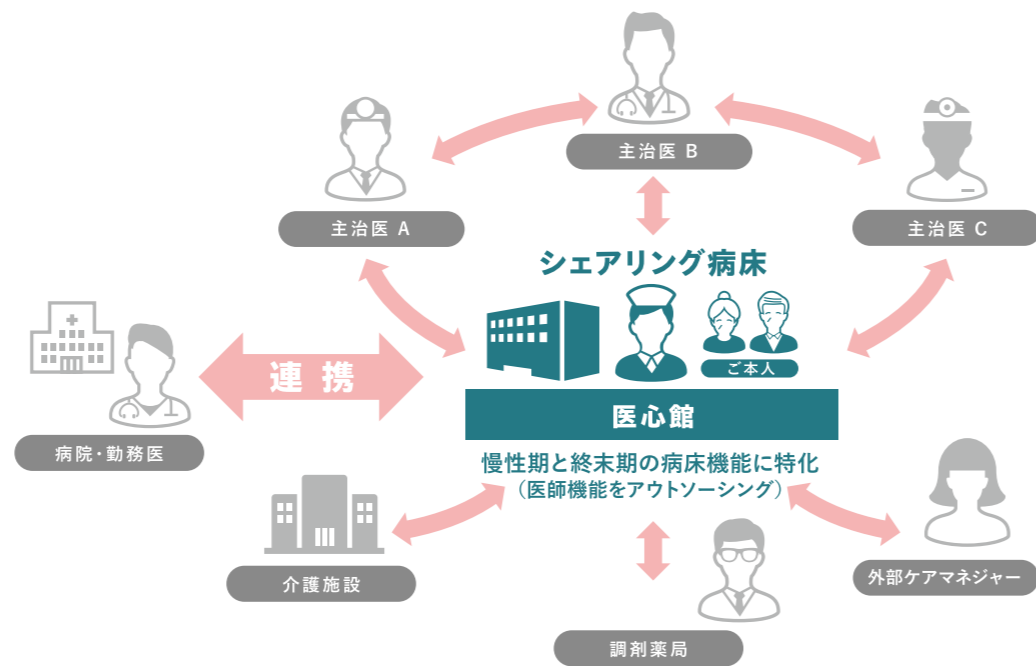 主治医 B
主治医 A
主治医 C
シェアリング病床
ご本人
連携
医心館
病院・勤務医
慢性期と終末期の病床機能に特化
（医師機能をアウトソーシング）
介護施設
外部ケアマネジャー
調剤薬局